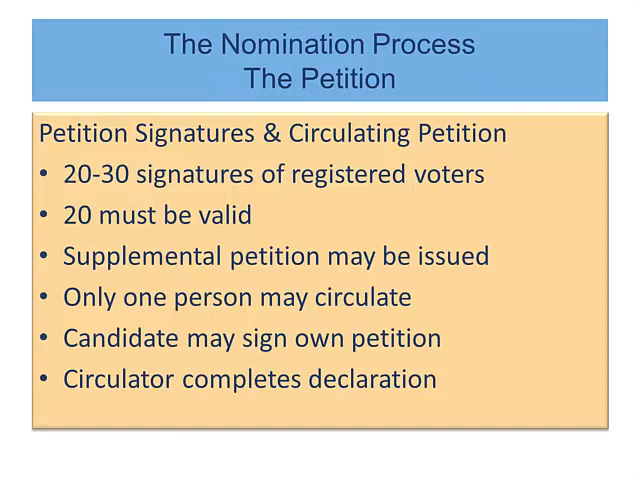 The Nomination Process
The Petition
Petition Signatures & Circulating Petition
• 20-30 signatures of registered voters
• 20 must be valid
• Supplemental petition may be issued
• Only one person may circulate
• Candidate may sign own petition
• Circulator completes declaration